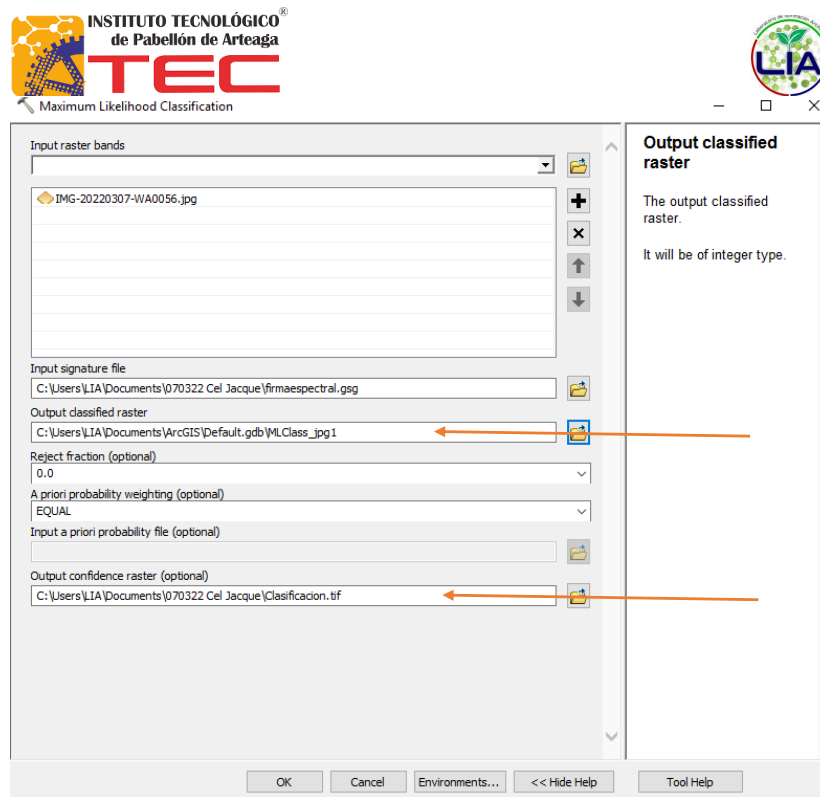 INSTITUTO TECNOLÓGICO®
de Pabellón de Arteaga
TEC
LIA
Maximum Likelihood Classification
Input raster bands
IMG-20220307-WA0056.jpg
Input signature file
C:\Users\LIA\Documents\070322 Cel Jacque\firmaespectral.gsg
Output classified raster
C:\Users\LIA\Documents\ArcGIS\Default.gdb\MLClass_jpg1
Reject fraction (optional)
0.0
A priori probability weighting (optional)
EQUAL
Input a priori probability file (optional)
Output confidence raster (optional)
C:\Users\LIA\Documents\070322 Cel Jacque\Clasificacion.tif
Output classified
raster
The output classified
raster.
It will be of integer type.
OK
Cancel
Environments...
<< Hide Help
Tool Help